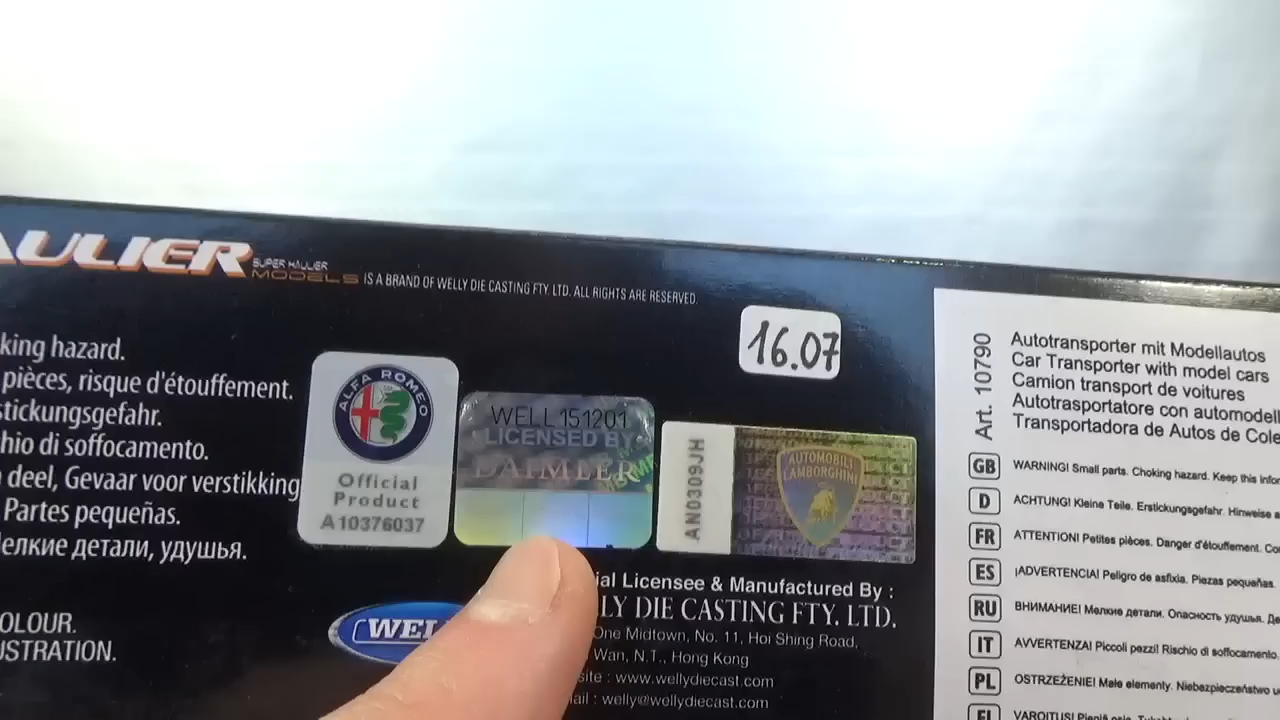 AULIER
SUPER HAULIER
MODELS IS A BRAND OF WELLY DIE CASTING FTY. LTD. ALL RIGHTS ARE RESERVED.
king hazard.
pièces, risque d'étouffement.
stickungsgefahr.
hio di soffocamento.
deel, Gevaar voor verstikking
Partes pequeñas.
Мелкие детали, удушья.
OLOUR.
USTRATION.
ALFA ROMEO
Official
Product
A10376037
WELL151201
LICENSED BY
DAIMLER
16.07
AN0309JH
AUTOMOBILI
LAMBORGHINI
WEL
ial Licensee & Manufactured By :
LY DIE CASTING FTY. LTD.
One Midtown, No. 11, Hoi Shing Road,
Wan, N.T., Hong Kong
site : www.wellydiecast.com
ail : welly@wellydiecast.com
Art. 10790
Autotransporter mit Modellautos
Car Transporter with model cars
Camion transport de voitures
Autotrasportatore con automodell
Transportadora de Autos de Cole
GB WARNING! Small parts. Choking hazard. Keep this infor
D ACHTUNG! Kleine Teile. Erstickungsgefahr. Hinweise a
FR ATTENTION! Petites pièces. Danger d'étouffement. Co
ES ¡ADVERTENCIA! Peligro de asfixia. Piezas pequeñas.
RU ВНИМАНИЕ! Мелкие детали. Опасность удушья. Де
IT AVVERTENZA! Piccoli pezzi! Rischio di soffocamento.
PL OSTRZEŻENIE! Małe elementy. Niebezpieczeństwo u
FI VAROITUS! Pieniä osia.